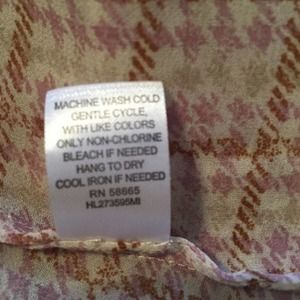 MACHINE WASH COLD
GENTLE CYCLE,
WITH LIKE COLORS
ONLY NON-CHLORINE
BLEACH IF NEEDED
HANG TO DRY
COOL IRON IF NEEDED
RN 58665
HL273595MI